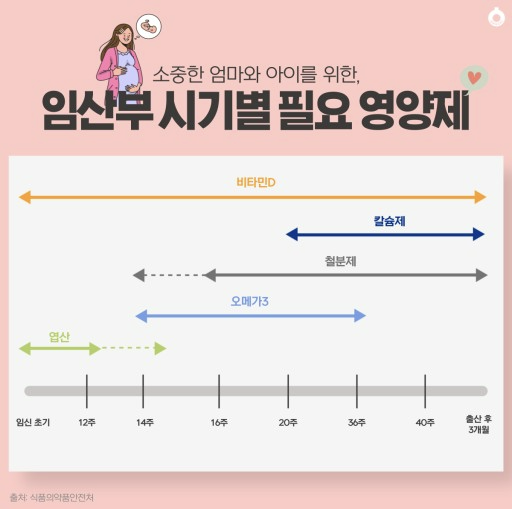 소중한 엄마와 아이를 위한,
임산부 시기별 필요 영양제
비타민D
칼슘제
철분제
오메가3
엽산
임신 초기
12주
14주
16주
20주
36주
40주
출산 후
3개월
출처: 식품의약품안전처